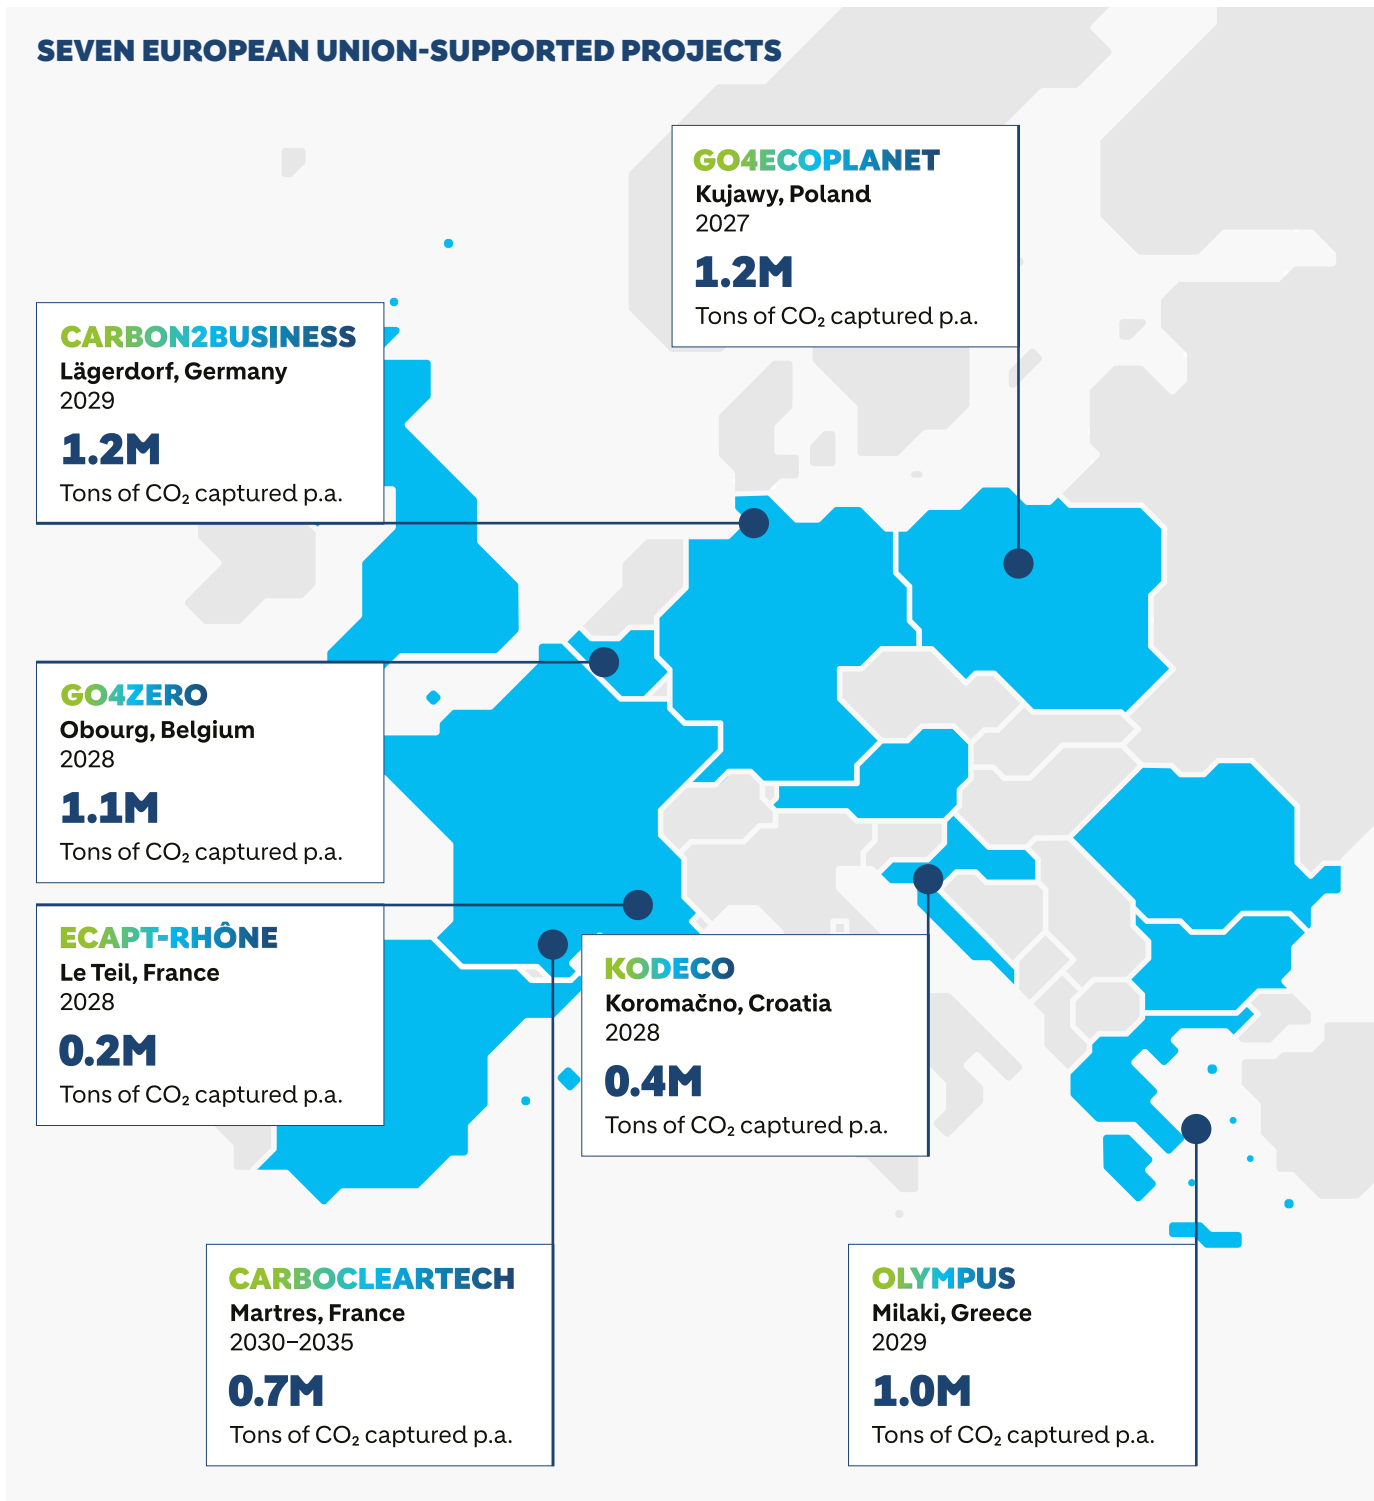 SEVEN EUROPEAN UNION-SUPPORTED PROJECTS
GO4ECOPLANET
Kujawy, Poland
2027
1.2M
Tons of CO₂ captured p.a.
CARBON2BUSINESS
Lägerdorf, Germany
2029
1.2M
Tons of CO₂ captured p.a.
GO4ZERO
Obourg, Belgium
2028
1.1M
Tons of CO₂ captured p.a.
ECAPT-RHÔNE
Le Teil, France
2028
0.2M
Tons of CO₂ captured p.a.
KODECO
Koromačno, Croatia
2028
0.4M
Tons of CO₂ captured p.a.
CARBOCLEARTECH
Martres, France
2030–2035
0.7M
Tons of CO₂ captured p.a.
OLYMPUS
Milaki, Greece
2029
1.0M
Tons of CO₂ captured p.a.